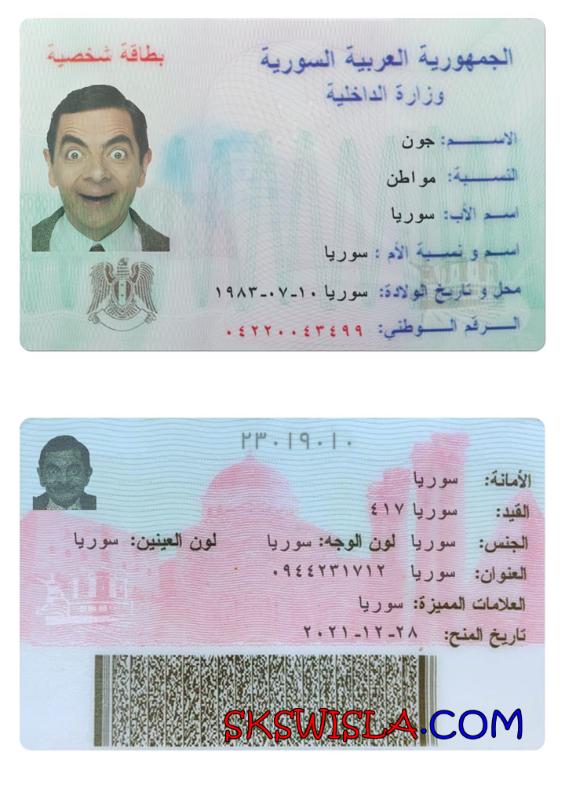 الجمهورية العربية السورية
بطاقة شخصية
وزارة الداخلية
الاسم: جون
النسبة: مواطن
اسم الأب: سوريا
اسم و نسبة الأم: سوريا
محل و تاريخ الولادة: سوريا ١٠-٠٧-١٩٨٣
الرقم الوطني: ٠٤٢٢٠٠٤٣٤٩٩
٢٣٠١٩٠١٠
الأمانة: سوريا
القيد: سوريا ٤١٧
الجنس: سوريا لون الوجه: سوريا لون العينين: سوريا
العنوان: سوريا ٠٩٤٤٢٣١٧١٢
العلامات المميزة: سوريا
تاريخ المنح: ٢٨-١٢-٢٠٢١
SKSWISLA.COM